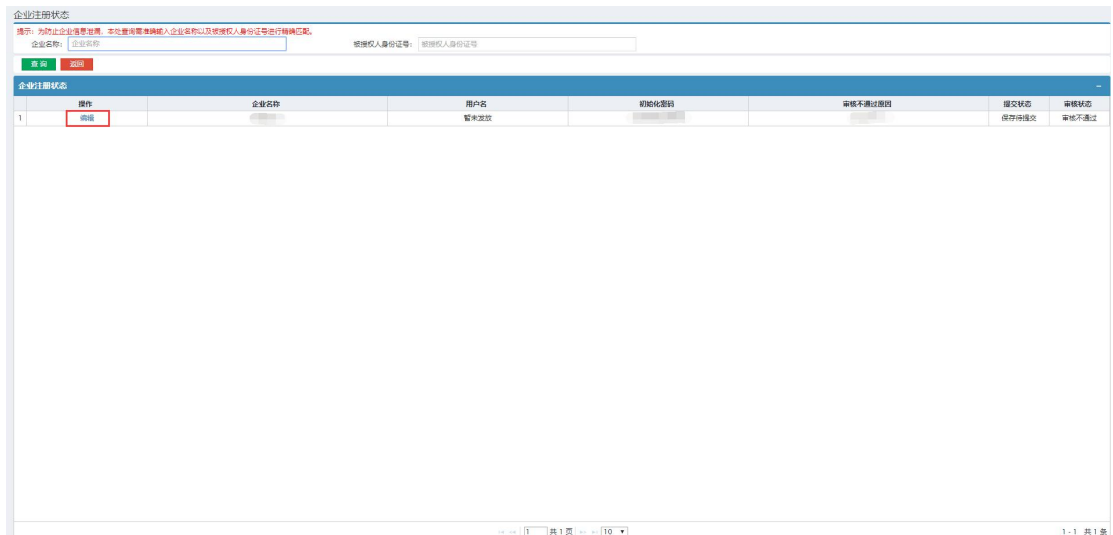 企业注册状态
提示：为防止企业信息泄漏，本处查询需准确输入企业名称以及被授权人身份证号进行精确匹配。
企业名称： 企业名称 被授权人身份证号： 被授权人身份证号
查询 返回
企业注册状态
操作 企业名称 用户名 初始化密码 审核不通过原因 提交状态 审核状态
1 编辑 暂未发放 保存待提交 审核不通过
1 共 1 页 10 1 - 1 共 1 条